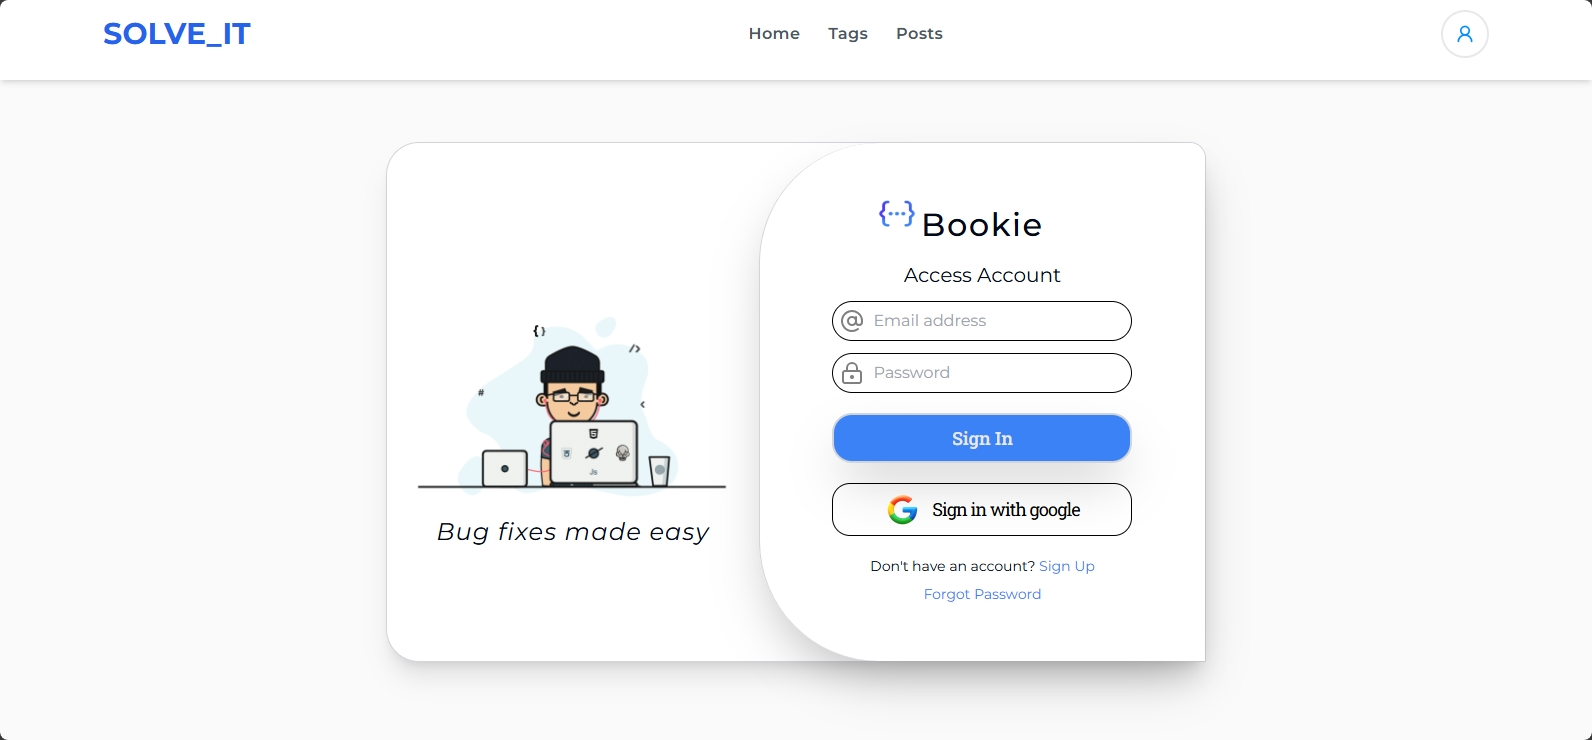 SOLVE_IT
Home Tags Posts
{ }
</>
#
<
Js
Bug fixes made easy
{···} Bookie
Access Account
@ Email address
Password
Sign In
G Sign in with google
Don't have an account? Sign Up
Forgot Password